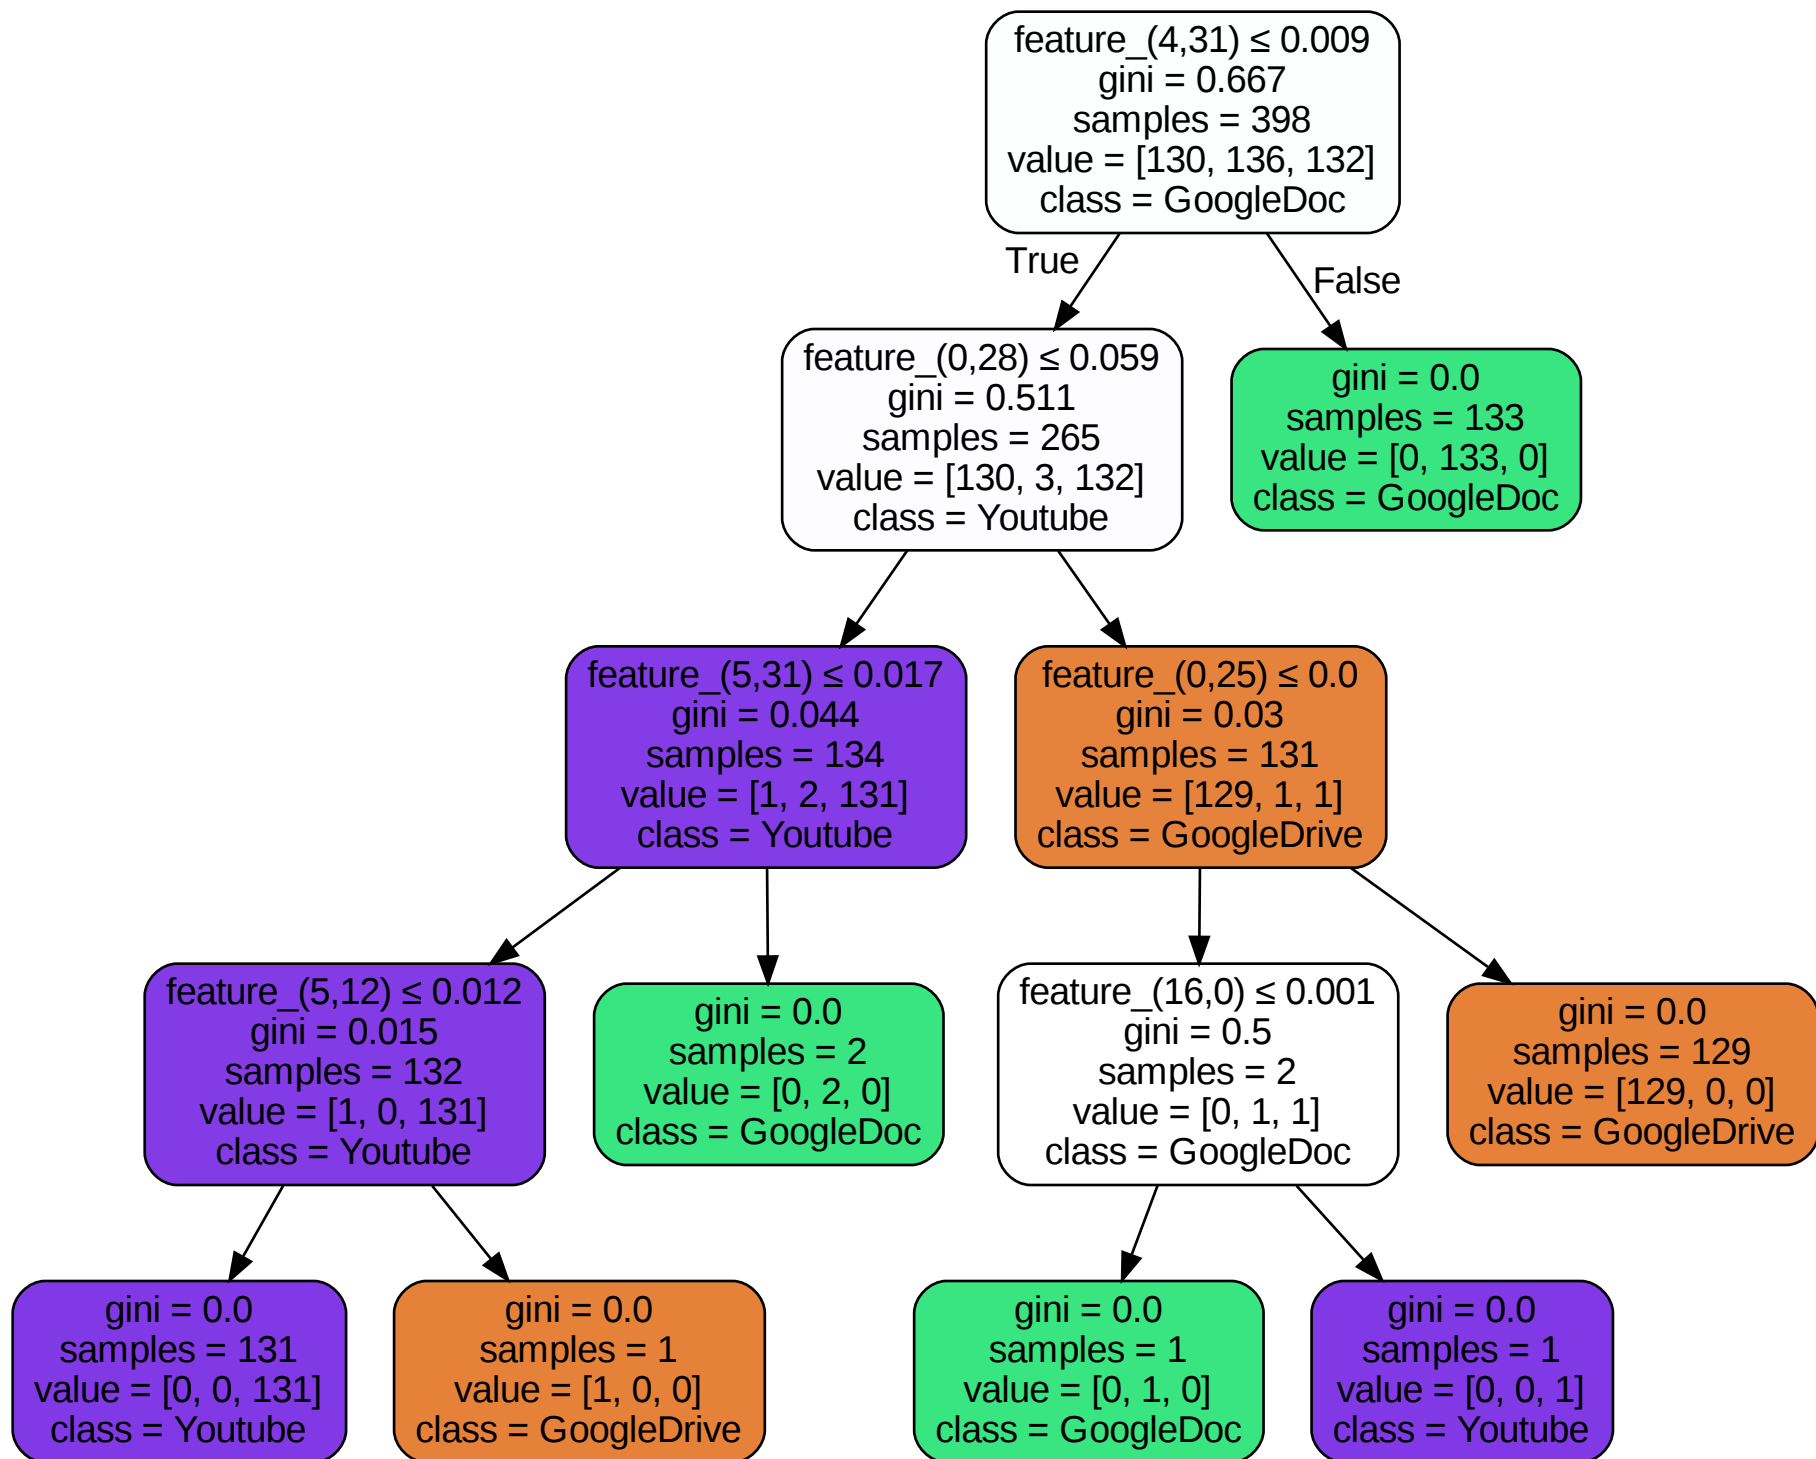 feature_(4,31) ≤ 0.009
gini = 0.667
samples = 398
value = [130, 136, 132]
class = GoogleDoc
True
False
feature_(0,28) ≤ 0.059
gini = 0.511
samples = 265
value = [130, 3, 132]
class = Youtube
gini = 0.0
samples = 133
value = [0, 133, 0]
class = GoogleDoc
feature_(5,31) ≤ 0.017
gini = 0.044
samples = 134
value = [1, 2, 131]
class = Youtube
feature_(0,25) ≤ 0.0
gini = 0.03
samples = 131
value = [129, 1, 1]
class = GoogleDrive
feature_(5,12) ≤ 0.012
gini = 0.015
samples = 132
value = [1, 0, 131]
class = Youtube
gini = 0.0
samples = 2
value = [0, 2, 0]
class = GoogleDoc
feature_(16,0) ≤ 0.001
gini = 0.5
samples = 2
value = [0, 1, 1]
class = GoogleDoc
gini = 0.0
samples = 129
value = [129, 0, 0]
class = GoogleDrive
gini = 0.0
samples = 131
value = [0, 0, 131]
class = Youtube
gini = 0.0
samples = 1
value = [1, 0, 0]
class = GoogleDrive
gini = 0.0
samples = 1
value = [0, 1, 0]
class = GoogleDoc
gini = 0.0
samples = 1
value = [0, 0, 1]
class = Youtube